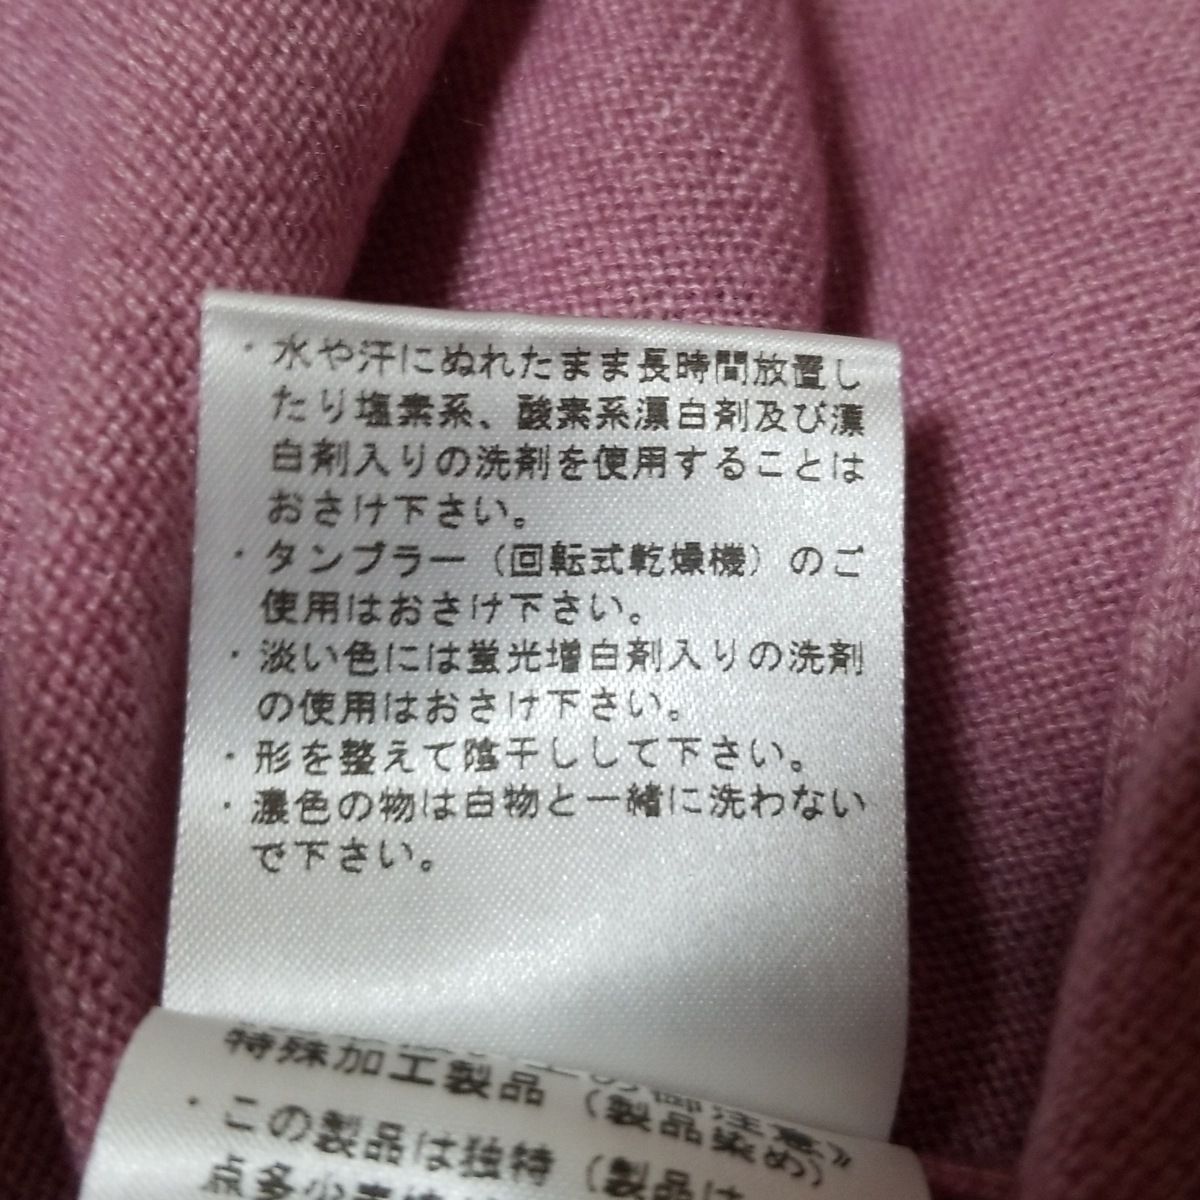 ・水や汗にぬれたまま長時間放置し
たり塩素系、酸素系漂白剤及び漂
白剤入りの洗剤を使用することは
おさけ下さい。
・タンブラー（回転式乾燥機）のご
使用はおさけ下さい。
・淡い色には蛍光増白剤入りの洗剤
の使用はおさけ下さい。
・形を整えて陰干しして下さい。
・濃色の物は白物と一緒に洗わない
で下さい。
特殊加工製品（製品染め）
・この製品は独特（製品は
点多少